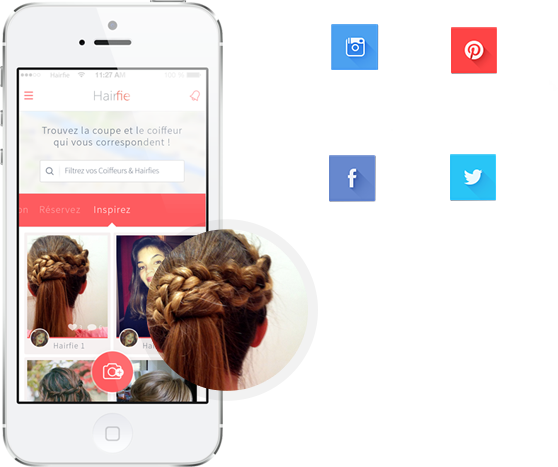 Hairfie
11:27 AM
100 %
Hairfie
Trouvez la coupe et le coiffeur
qui vous correspondent !
Filtrez vos Coiffeurs & Hairfies
on Réservez Inspirez
Hairfie 1
Hai